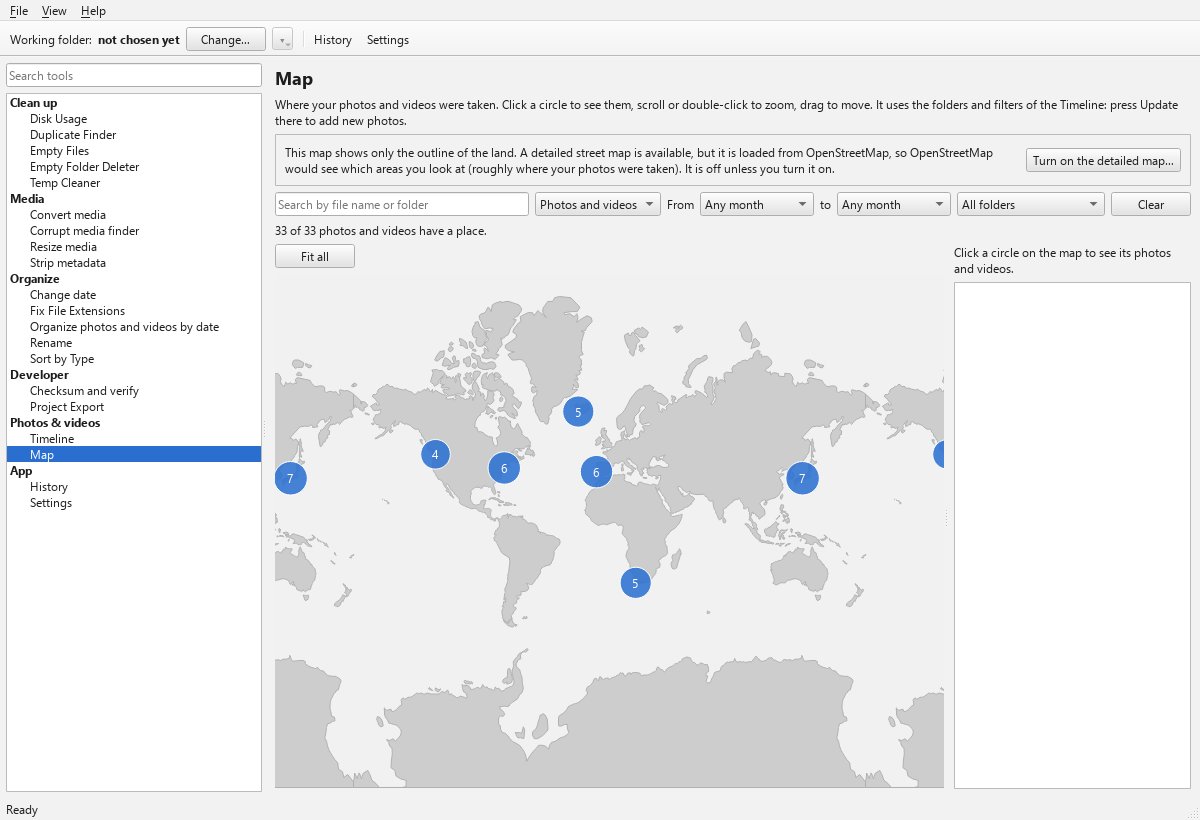 File View Help
Working folder: not chosen yet Change... History Settings
Search tools
Clean up
Disk Usage
Duplicate Finder
Empty Files
Empty Folder Deleter
Temp Cleaner
Media
Convert media
Corrupt media finder
Resize media
Strip metadata
Organize
Change date
Fix File Extensions
Organize photos and videos by date
Rename
Sort by Type
Developer
Checksum and verify
Project Export
Photos & videos
Timeline
Map
App
History
Settings
Map
Where your photos and videos were taken. Click a circle to see them, scroll or double-click to zoom, drag to move. It uses the folders and filters of the Timeline: press Update
there to add new photos.
This map shows only the outline of the land. A detailed street map is available, but it is loaded from OpenStreetMap, so OpenStreetMap
would see which areas you look at (roughly where your photos were taken). It is off unless you turn it on.
Turn on the detailed map...
Search by file name or folder Photos and videos From Any month to Any month All folders Clear
33 of 33 photos and videos have a place.
Fit all
Click a circle on the map to see its photos
and videos.
5
4
6
6
7
7
5
Ready